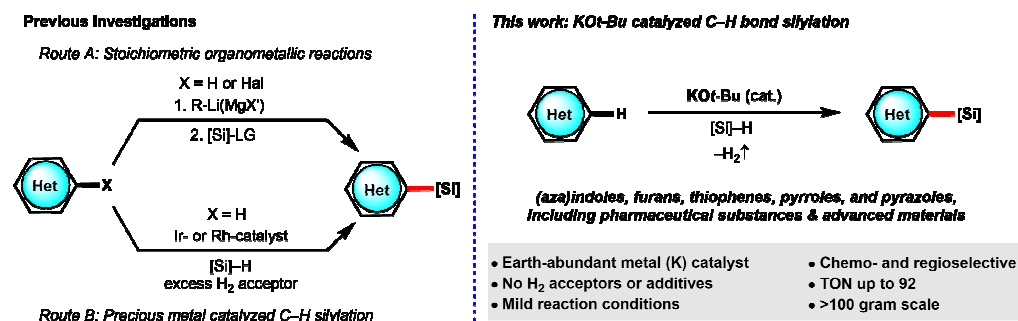 Previous Investigations
Route A: Stoichiometric organometallic reactions
X = H or Hal
1. R-Li(MgX')
2. [Si]-LG
Het
X
Het
[Si]
X = H
Ir- or Rh-catalyst
[Si]–H
excess H₂ acceptor
Route B: Precious metal catalyzed C–H silylation
This work: KOt-Bu catalyzed C–H bond silylation
Het
H
KOt-Bu (cat.)
[Si]–H
–H₂↑
Het
[Si]
(aza)indoles, furans, thiophenes, pyrroles, and pyrazoles,
including pharmaceutical substances & advanced materials
• Earth-abundant metal (K) catalyst
• No H₂ acceptors or additives
• Mild reaction conditions
• Chemo- and regioselective
• TON up to 92
• >100 gram scale